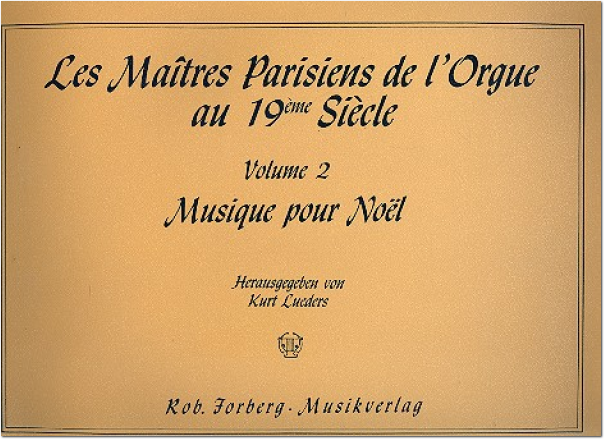 Les Maîtres Parisiens de l'Orgue
au 19ème Siècle
Volume 2
Musique pour Noël
Herausgegeben von
Kurt Lueders
Rob. Forberg · Musikverlag